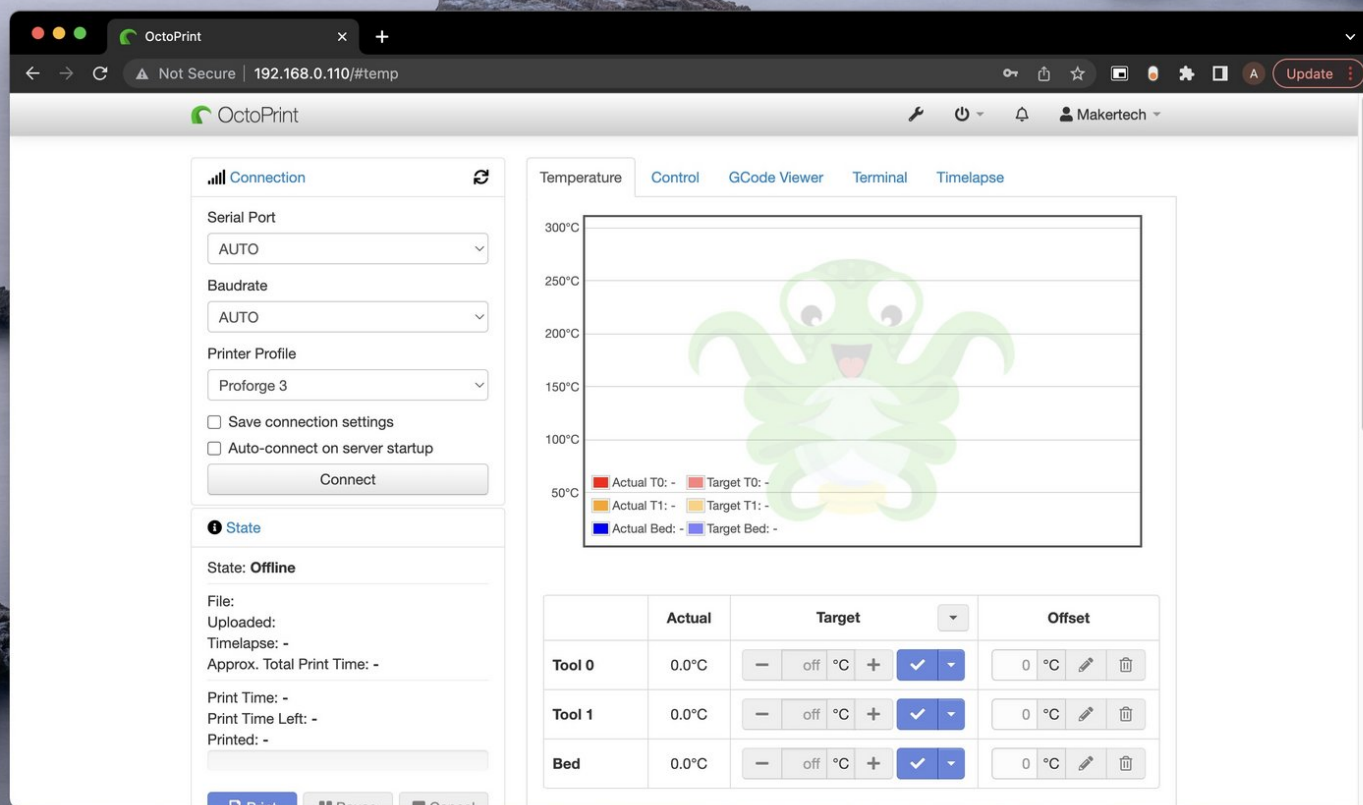 OctoPrint
Not Secure 192.168.0.110/#temp
A Update
OctoPrint
Makertech
Connection
Serial Port
AUTO
Baudrate
AUTO
Printer Profile
Proforge 3
Save connection settings
Auto-connect on server startup
Connect
State
State: Offline
File:
Uploaded:
Timelapse: -
Approx. Total Print Time: -
Print Time: -
Print Time Left: -
Printed: -
Print Pause Cancel
Temperature Control GCode Viewer Terminal Timelapse
300°C
250°C
200°C
150°C
100°C
50°C
Actual T0: - Target T0: -
Actual T1: - Target T1: -
Actual Bed: - Target Bed: -
Actual Target Offset
Tool 0 0.0°C off °C 0 °C
Tool 1 0.0°C off °C 0 °C
Bed 0.0°C off °C 0 °C